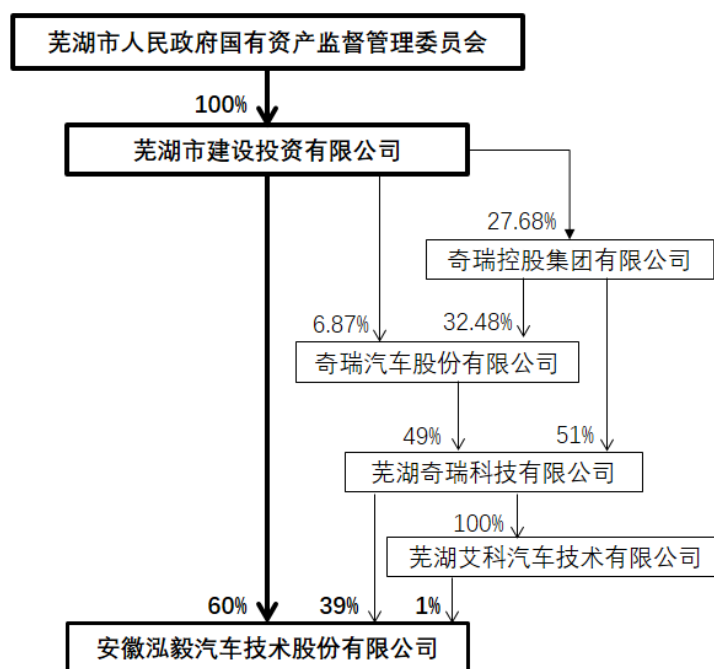 芜湖市人民政府国有资产监督管理委员会
100%
芜湖市建设投资有限公司
27.68%
奇瑞控股集团有限公司
6.87%
32.48%
奇瑞汽车股份有限公司
49%
51%
芜湖奇瑞科技有限公司
100%
芜湖艾科汽车技术有限公司
60%
39%
1%
安徽泓毅汽车技术股份有限公司